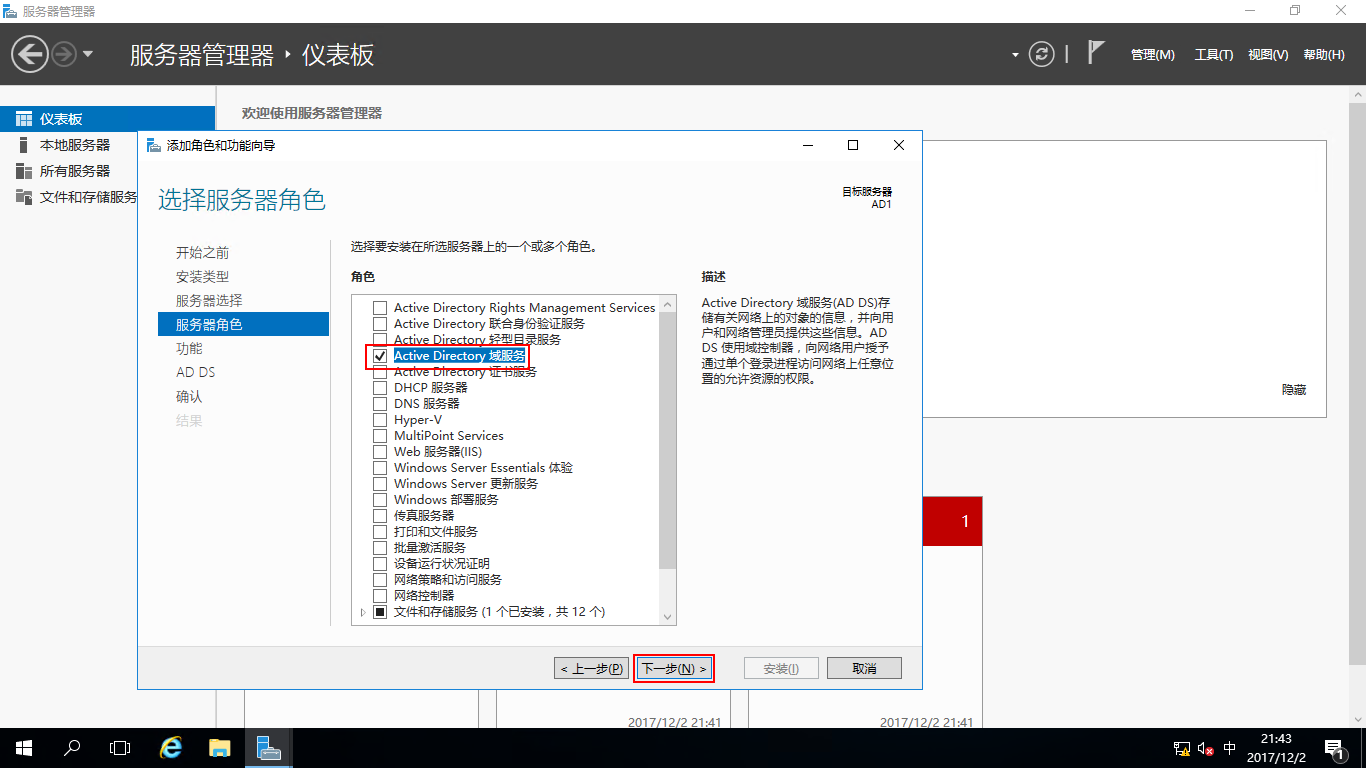 服务器管理器
服务器管理器 ‣ 仪表板
管理(M) 工具(T) 视图(V) 帮助(H)
仪表板
本地服务器
所有服务器
文件和存储服务
欢迎使用服务器管理器
添加角色和功能向导
选择服务器角色
目标服务器
AD1
开始之前
安装类型
服务器选择
服务器角色
功能
AD DS
确认
结果
选择要安装在所选服务器上的一个或多个角色。
角色
Active Directory Rights Management Services
Active Directory 联合身份验证服务
Active Directory 轻型目录服务
Active Directory 域服务
Active Directory 证书服务
DHCP 服务器
DNS 服务器
Hyper-V
MultiPoint Services
Web 服务器(IIS)
Windows Server Essentials 体验
Windows Server 更新服务
Windows 部署服务
传真服务器
打印和文件服务
批量激活服务
设备运行状况证明
网络策略和访问服务
网络控制器
文件和存储服务 (1 个已安装，共 12 个)
描述
Active Directory 域服务(AD DS)存
储有关网络上的对象的信息，并向用
户和网络管理员提供这些信息。AD
DS 使用域控制器，向网络用户授予
通过单个登录进程访问网络上任意位
置的允许资源的权限。
隐藏
1
< 上一步(P) 下一步(N) > 安装(I) 取消
2017/12/2 21:41 2017/12/2 21:41
中
21:43
2017/12/2
1